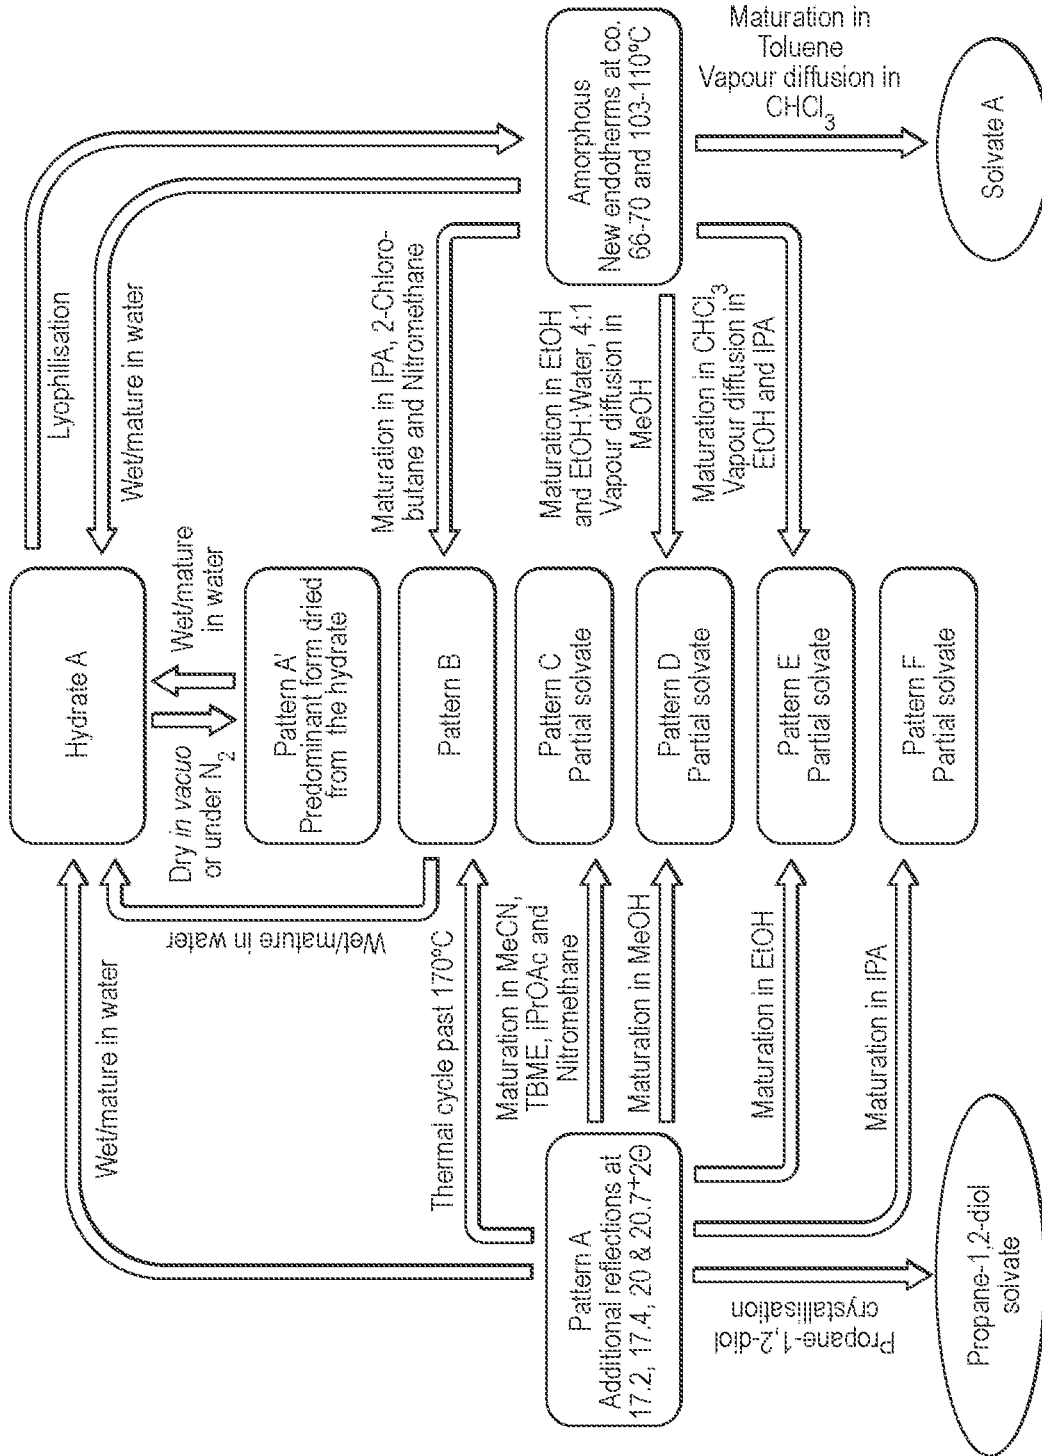 Hydrate A
Lyophilisation
Wet/mature in water
Wet/mature in water
Dry in vacuo
or under N2
Wet/mature
in water
Pattern A'
Predominant form dried
from the hydrate
Wet/mature in water
Pattern B
Thermal cycle past 170ºC
Maturation in IPA, 2-Chloro-
butane and Nitromethane
Pattern C
Partial solvate
Maturation in MeCN,
TBME, iPrOAc and
Nitromethane
Pattern A
Additional reflections at
17.2, 17.4, 20 & 20.7+2Θ
Amorphous
New endotherms at co.
66-70 and 103-110ºC
Maturation in EtOH
and EtOH:Water, 4:1
Vapour diffusion in
MeOH
Pattern D
Partial solvate
Maturation in MeOH
Maturation in CHCl3
Vapour diffusion in
EtOH and IPA
Pattern E
Partial solvate
Maturation in EtOH
Pattern F
Partial solvate
Maturation in IPA
Propane-1,2-diol
crystallisation
Propane-1,2-diol
solvate
Maturation in
Toluene
Vapour diffusion in
CHCl3
Solvate A